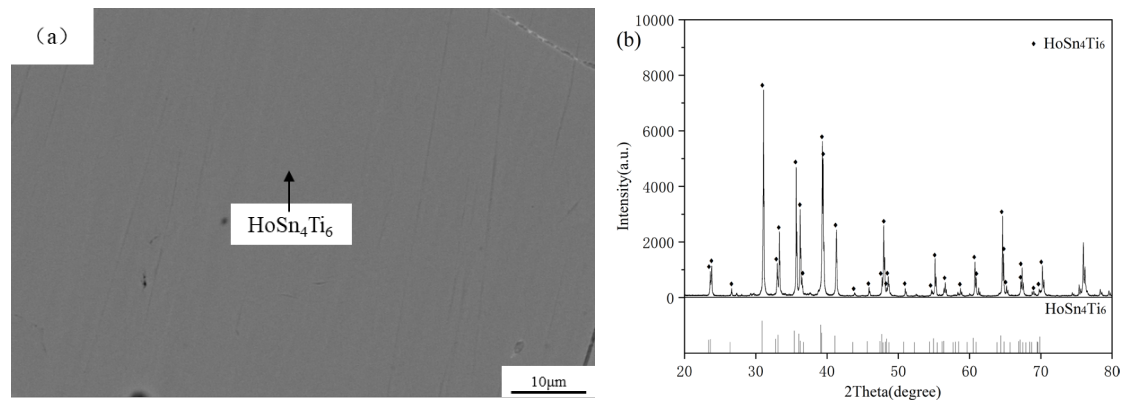 (a)
HoSn₄Ti₆
10μm
(b)
10000
8000
6000
4000
2000
0
Intensity(a.u.)
HoSn₄Ti₆
HoSn₄Ti₆
20 30 40 50 60 70 80
2Theta(degree)